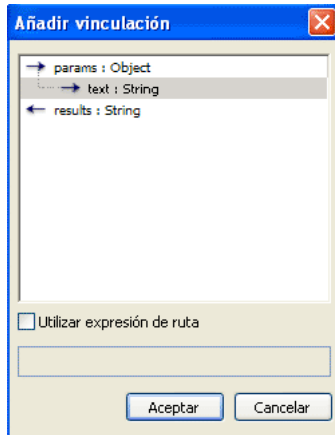 Añadir vinculación
params : Object
text : String
results : String
Utilizar expresión de ruta
Aceptar
Cancelar